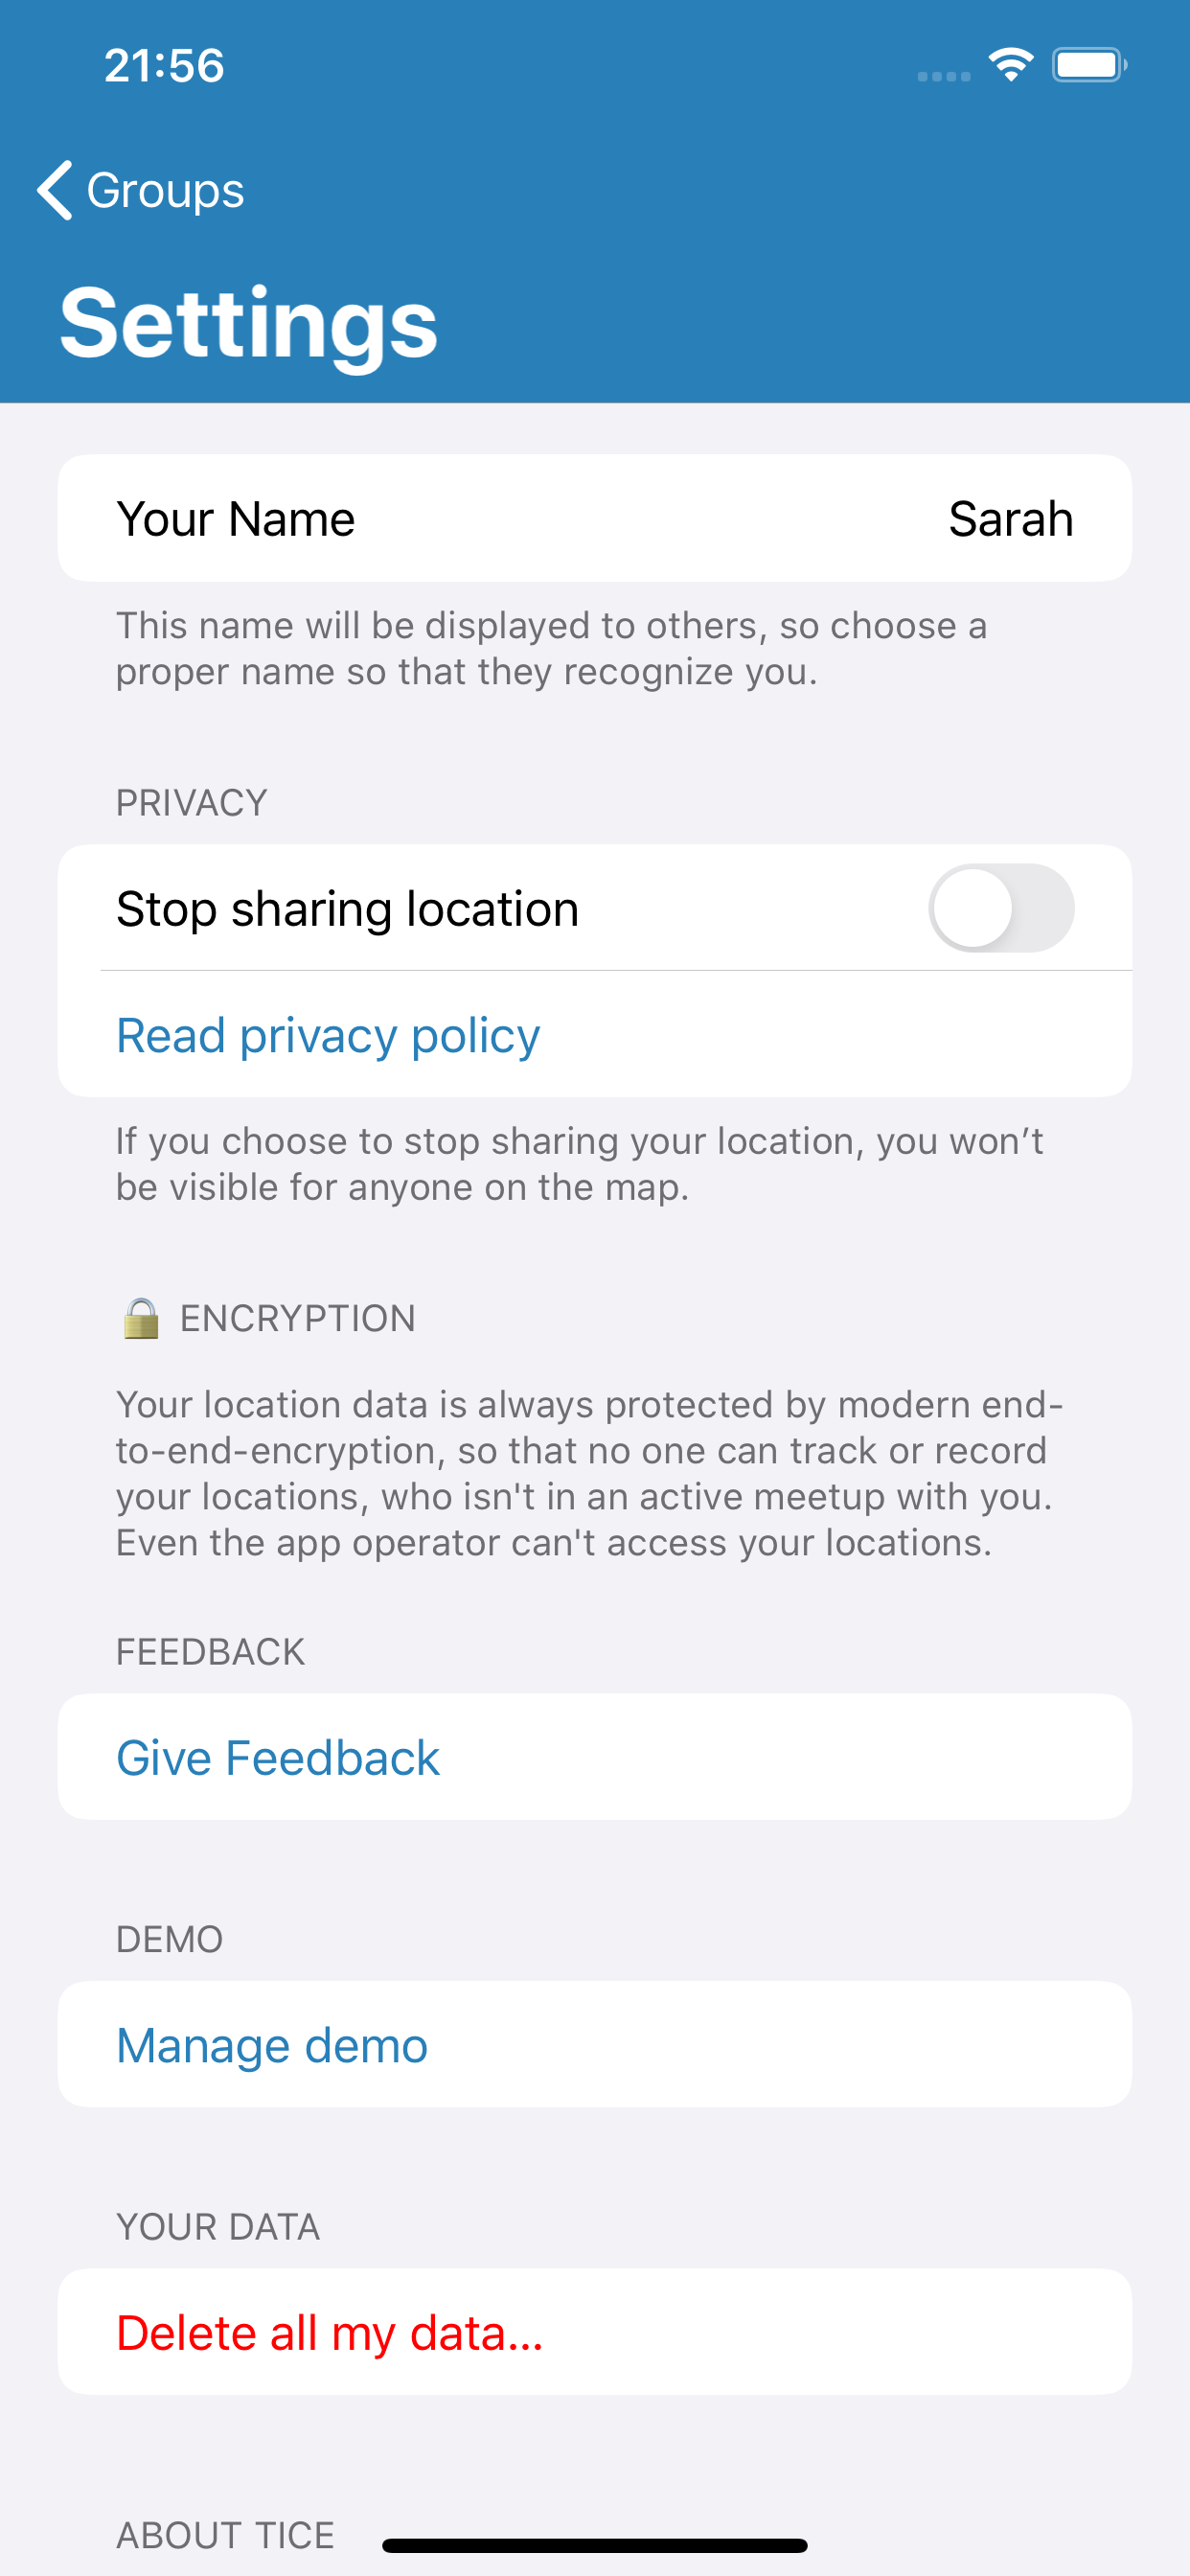 21:56
Groups
Settings
Your Name Sarah
This name will be displayed to others, so choose a
proper name so that they recognize you.
PRIVACY
Stop sharing location
Read privacy policy
If you choose to stop sharing your location, you won’t
be visible for anyone on the map.
🔒 ENCRYPTION
Your location data is always protected by modern end-
to-end-encryption, so that no one can track or record
your locations, who isn't in an active meetup with you.
Even the app operator can't access your locations.
FEEDBACK
Give Feedback
DEMO
Manage demo
YOUR DATA
Delete all my data...
ABOUT TICE